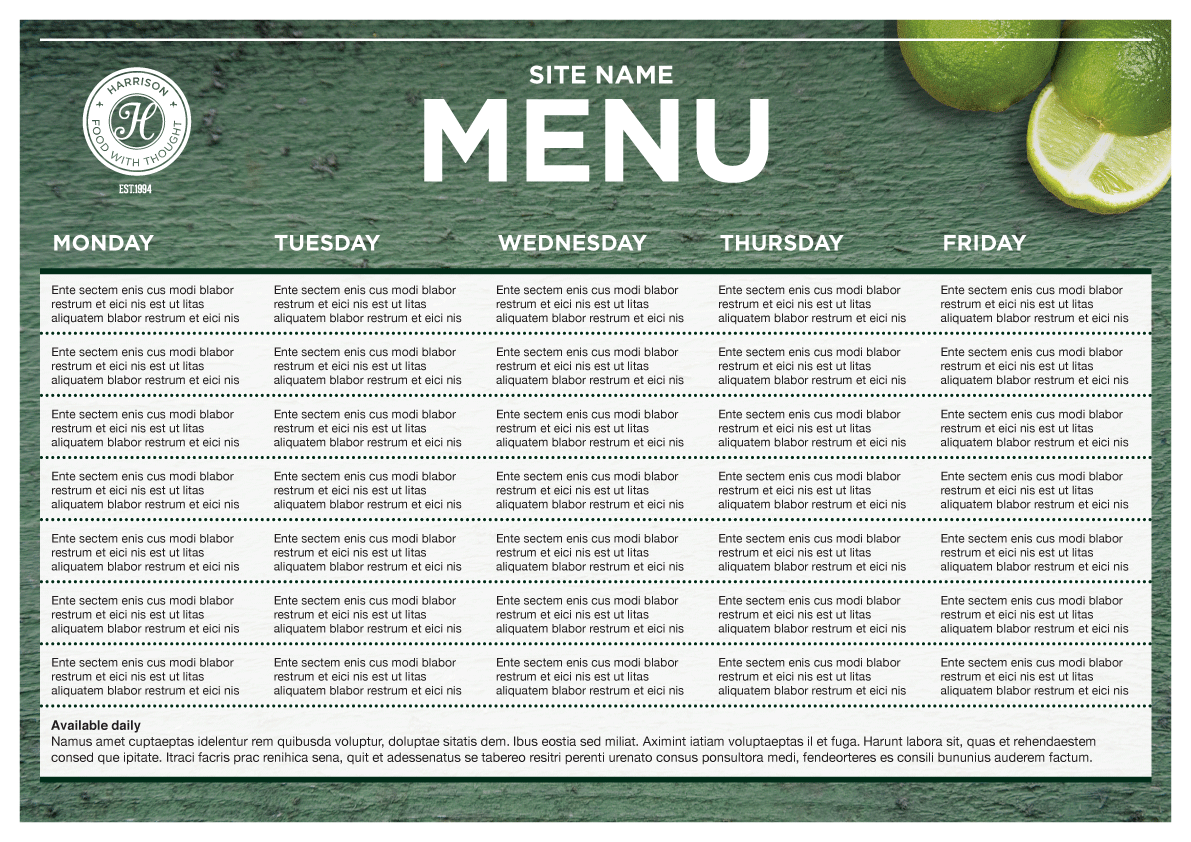 HARRISON
FOOD WITH THOUGHT
H
EST.1994
SITE NAME
MENU
MONDAY TUESDAY WEDNESDAY THURSDAY FRIDAY
Ente sectem enis cus modi blabor Ente sectem enis cus modi blabor Ente sectem enis cus modi blabor Ente sectem enis cus modi blabor Ente sectem enis cus modi blabor
restrum et eici nis est ut litas restrum et eici nis est ut litas restrum et eici nis est ut litas restrum et eici nis est ut litas restrum et eici nis est ut litas
aliquatem blabor restrum et eici nis aliquatem blabor restrum et eici nis aliquatem blabor restrum et eici nis aliquatem blabor restrum et eici nis aliquatem blabor restrum et eici nis
Ente sectem enis cus modi blabor Ente sectem enis cus modi blabor Ente sectem enis cus modi blabor Ente sectem enis cus modi blabor Ente sectem enis cus modi blabor
restrum et eici nis est ut litas restrum et eici nis est ut litas restrum et eici nis est ut litas restrum et eici nis est ut litas restrum et eici nis est ut litas
aliquatem blabor restrum et eici nis aliquatem blabor restrum et eici nis aliquatem blabor restrum et eici nis aliquatem blabor restrum et eici nis aliquatem blabor restrum et eici nis
Ente sectem enis cus modi blabor Ente sectem enis cus modi blabor Ente sectem enis cus modi blabor Ente sectem enis cus modi blabor Ente sectem enis cus modi blabor
restrum et eici nis est ut litas restrum et eici nis est ut litas restrum et eici nis est ut litas restrum et eici nis est ut litas restrum et eici nis est ut litas
aliquatem blabor restrum et eici nis aliquatem blabor restrum et eici nis aliquatem blabor restrum et eici nis aliquatem blabor restrum et eici nis aliquatem blabor restrum et eici nis
Ente sectem enis cus modi blabor Ente sectem enis cus modi blabor Ente sectem enis cus modi blabor Ente sectem enis cus modi blabor Ente sectem enis cus modi blabor
restrum et eici nis est ut litas restrum et eici nis est ut litas restrum et eici nis est ut litas restrum et eici nis est ut litas restrum et eici nis est ut litas
aliquatem blabor restrum et eici nis aliquatem blabor restrum et eici nis aliquatem blabor restrum et eici nis aliquatem blabor restrum et eici nis aliquatem blabor restrum et eici nis
Ente sectem enis cus modi blabor Ente sectem enis cus modi blabor Ente sectem enis cus modi blabor Ente sectem enis cus modi blabor Ente sectem enis cus modi blabor
restrum et eici nis est ut litas restrum et eici nis est ut litas restrum et eici nis est ut litas restrum et eici nis est ut litas restrum et eici nis est ut litas
aliquatem blabor restrum et eici nis aliquatem blabor restrum et eici nis aliquatem blabor restrum et eici nis aliquatem blabor restrum et eici nis aliquatem blabor restrum et eici nis
Ente sectem enis cus modi blabor Ente sectem enis cus modi blabor Ente sectem enis cus modi blabor Ente sectem enis cus modi blabor Ente sectem enis cus modi blabor
restrum et eici nis est ut litas restrum et eici nis est ut litas restrum et eici nis est ut litas restrum et eici nis est ut litas restrum et eici nis est ut litas
aliquatem blabor restrum et eici nis aliquatem blabor restrum et eici nis aliquatem blabor restrum et eici nis aliquatem blabor restrum et eici nis aliquatem blabor restrum et eici nis
Ente sectem enis cus modi blabor Ente sectem enis cus modi blabor Ente sectem enis cus modi blabor Ente sectem enis cus modi blabor Ente sectem enis cus modi blabor
restrum et eici nis est ut litas restrum et eici nis est ut litas restrum et eici nis est ut litas restrum et eici nis est ut litas restrum et eici nis est ut litas
aliquatem blabor restrum et eici nis aliquatem blabor restrum et eici nis aliquatem blabor restrum et eici nis aliquatem blabor restrum et eici nis aliquatem blabor restrum et eici nis
Available daily
Namus amet cuptaeptas idelentur rem quibusda voluptur, doluptae sitatis dem. Ibus eostia sed miliat. Aximint iatiam voluptaeptas il et fuga. Harunt labora sit, quas et rehendaestem
consed que ipitate. Itraci facris prac renihica sena, quit et adessenatus se tabereo resitri perenti urenato consus ponsultora medi, fendeorteres es consili bununius auderem factum.